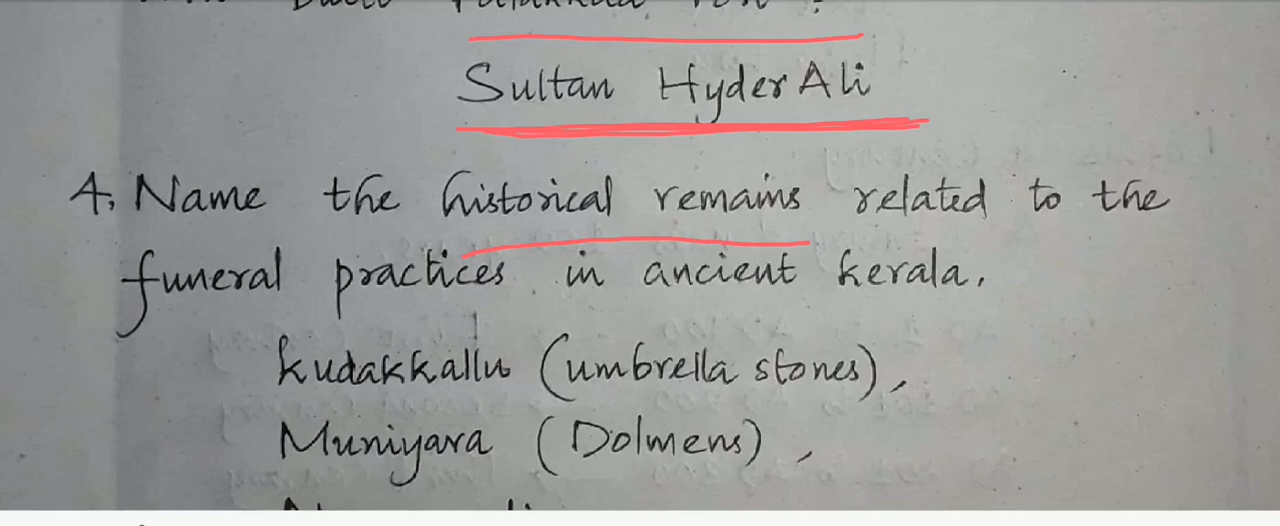 Sultan Hyder Ali
4. Name the historical remains related to the
funeral practices in ancient kerala.
kudakkallu (umbrella stones),
Muniyara (Dolmens),